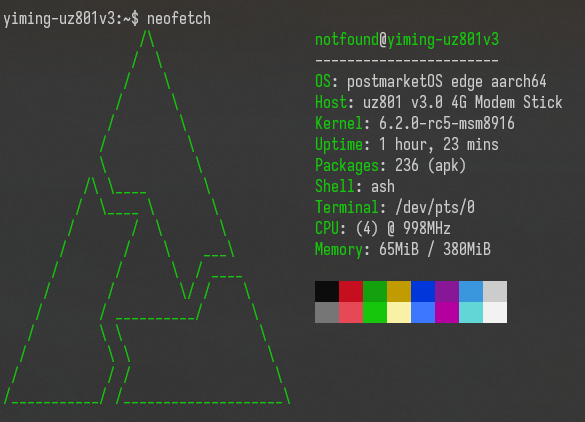 yiming-uz801v3:~$ neofetch
notfound@yiming-uz801v3
-----------------------
OS: postmarketOS edge aarch64
Host: uz801 v3.0 4G Modem Stick
Kernel: 6.2.0-rc5-msm8916
Uptime: 1 hour, 23 mins
Packages: 236 (apk)
Shell: ash
Terminal: /dev/pts/0
CPU: (4) @ 998MHz
Memory: 65MiB / 380MiB